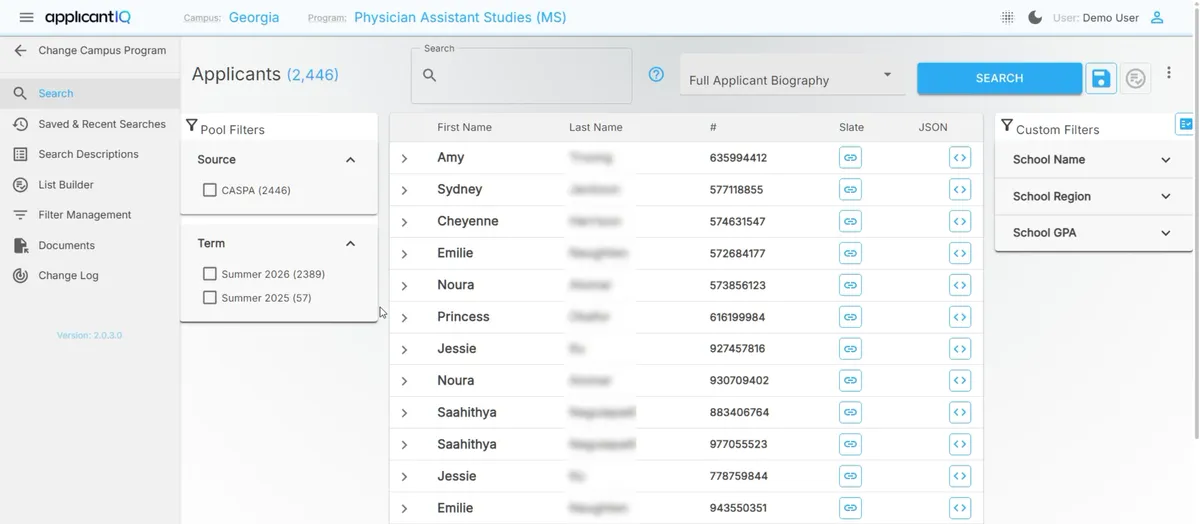 applicantIQ Campus: Georgia Program: Physician Assistant Studies (MS) User: Demo User
Change Campus Program
Search
Saved & Recent Searches
Search Descriptions
List Builder
Filter Management
Documents
Change Log
Version: 2.0.3.0
Applicants (2,446)
Search
Full Applicant Biography
SEARCH
Pool Filters
Source
CASPA (2446)
Term
Summer 2026 (2389)
Summer 2025 (57)
First Name Last Name # Slate JSON
Amy 635994412
Sydney 577118855
Cheyenne 574631547
Emilie 572684177
Noura 573856123
Princess 616199984
Jessie 927457816
Noura 930709402
Saahithya 883406764
Saahithya 977055523
Jessie 778759844
Emilie 943550351
Custom Filters
School Name
School Region
School GPA